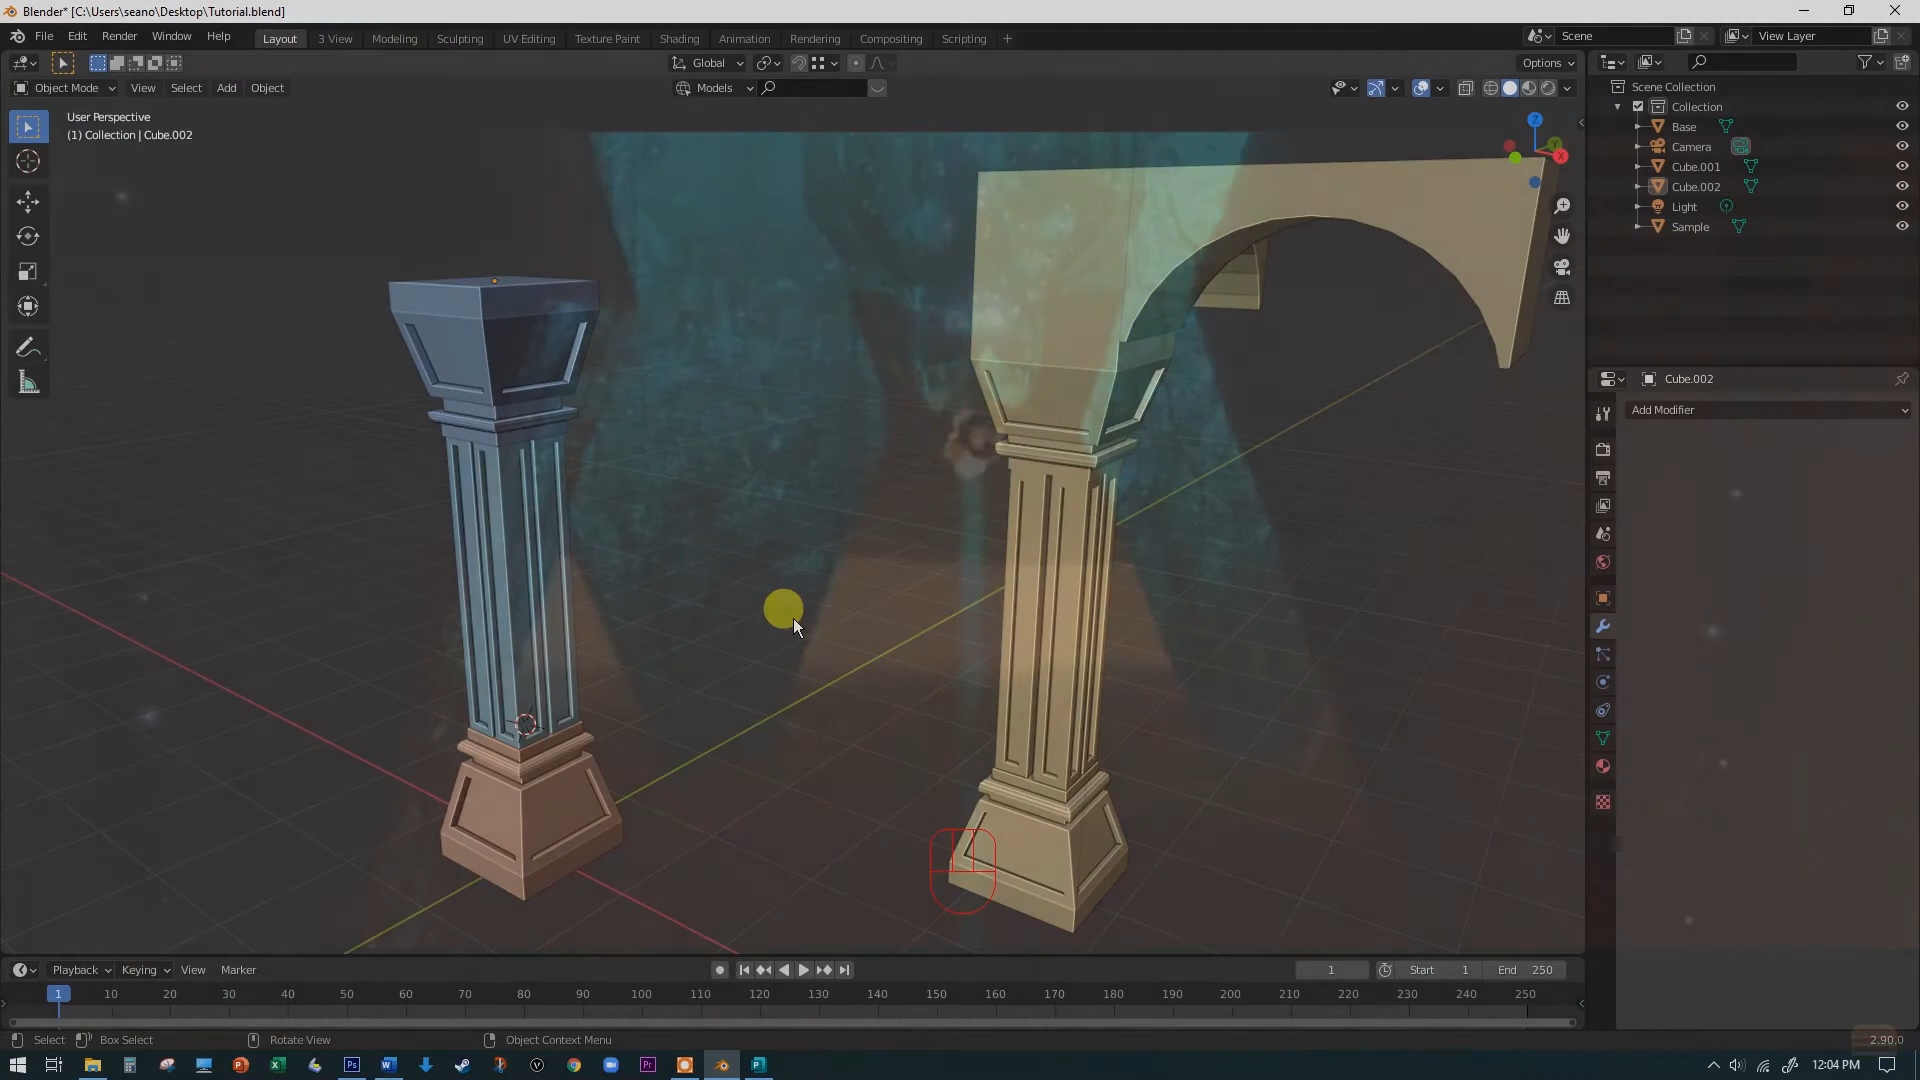 Blender* [C:\Users\seano\Desktop\Tutorial.blend]
File Edit Render Window Help Layout 3 View Modeling Sculpting UV Editing Texture Paint Shading Animation Rendering Compositing Scripting + Scene View Layer
Global Options
Object Mode View Select Add Object Models
User Perspective
(1) Collection | Cube.002
Z
Y
X
Scene Collection
Collection
Base
Camera
Cube.001
Cube.002
Light
Sample
Cube.002
Add Modifier
Playback Keying View Marker 1 Start 1 End 250
1 10 20 30 40 50 60 70 80 90 100 110 120 130 140 150 160 170 180 190 200 210 220 230 240 250
Select Box Select Rotate View Object Context Menu 2.90.0
12:04 PM